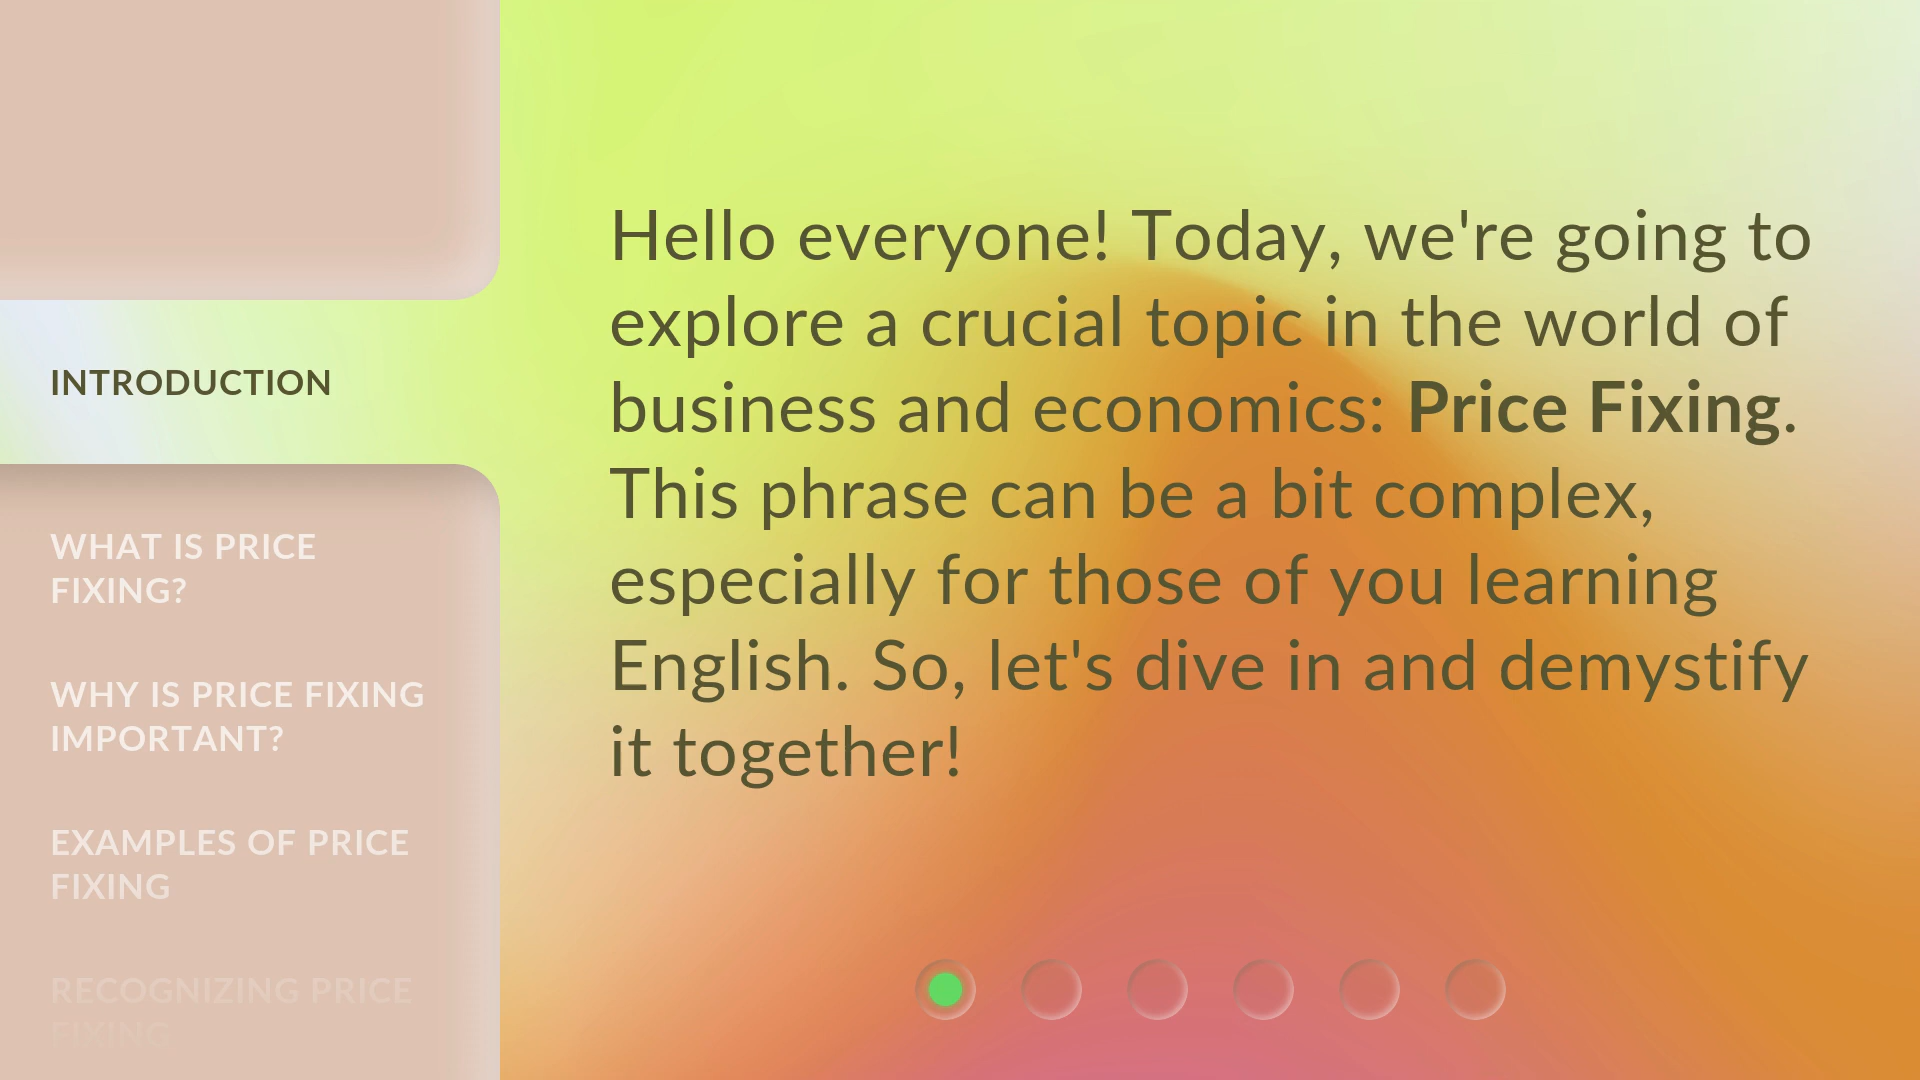 INTRODUCTION
WHAT IS PRICE
FIXING?
WHY IS PRICE FIXING
IMPORTANT?
EXAMPLES OF PRICE
FIXING
RECOGNIZING PRICE
FIXING
Hello everyone! Today, we're going to
explore a crucial topic in the world of
business and economics: Price Fixing.
This phrase can be a bit complex,
especially for those of you learning
English. So, let's dive in and demystify
it together!